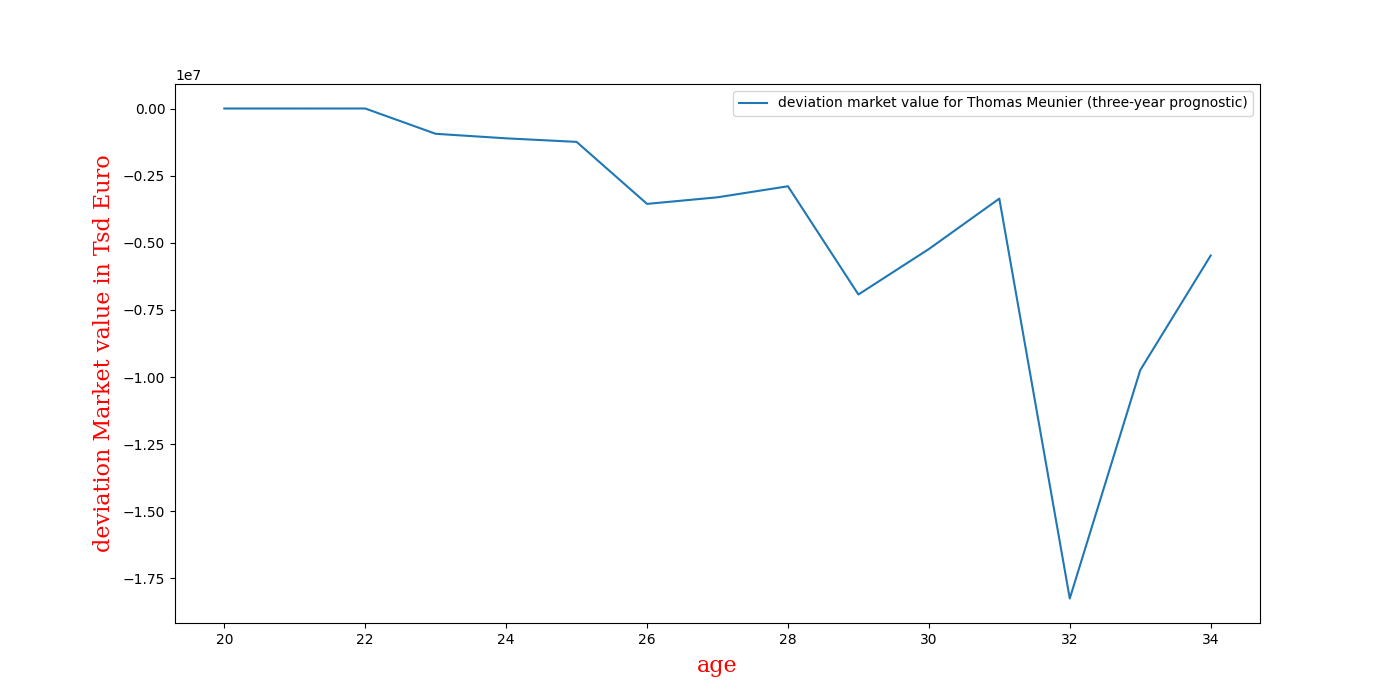 1e7
deviation market value for Thomas Meunier (three-year prognostic)
0.00
−0.25
−0.50
−0.75
−1.00
−1.25
−1.50
−1.75
deviation Market value in Tsd Euro
20 22 24 26 28 30 32 34
age